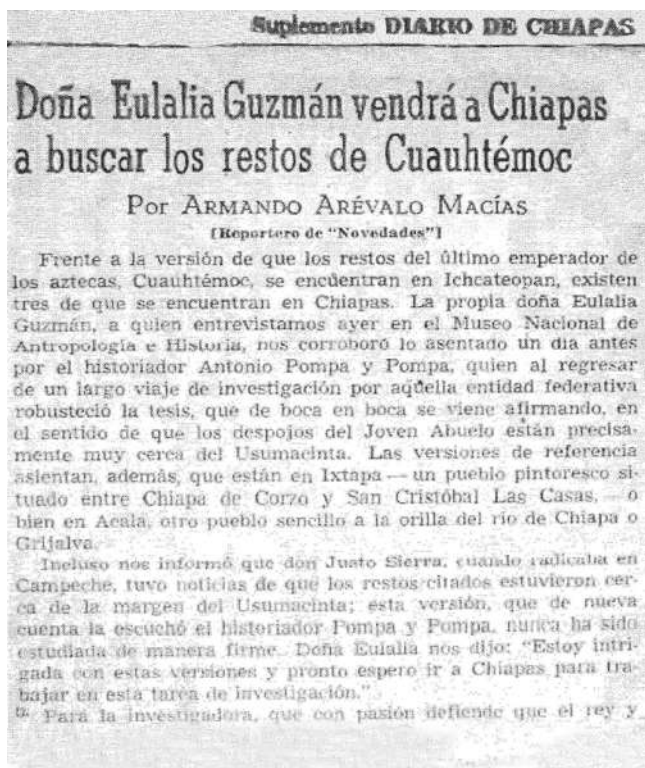 Suplemento DIARIO DE CHIAPAS
Doña Eulalia Guzmán vendrá a Chiapas
a buscar los restos de Cuauhtémoc
Por ARMANDO ARÉVALO MACÍAS
[Reportero de "Novedades"]
Frente a la versión de que los restos del último emperador de
los aztecas, Cuauhtémoc, se encuentran en Ichcateopan, existen
tres de que se encuentran en Chiapas. La propia doña Eulalia
Guzmán, a quien entrevistamos ayer en el Museo Nacional de
Antropología e Historia, nos corroboró lo asentado un día antes
por el historiador Antonio Pompa y Pompa, quien al regresar
de un largo viaje de investigación por aquella entidad federativa
robusteció la tesis, que de boca en boca se viene afirmando, en
el sentido de que los despojos del Joven Abuelo están precisa-
mente muy cerca del Usumacinta. Las versiones de referencia
asientan, además, que están en Ixtapa — un pueblo pintoresco si-
tuado entre Chiapa de Corzo y San Cristóbal Las Casas, — o
bien en Acala, otro pueblo sencillo a la orilla del río de Chiapa o
Grijalva.
Incluso nos informó que don Justo Sierra, cuando radicaba en
Campeche, tuvo noticias de que los restos citados estuvieron cer-
ca de la margen del Usumacinta; esta versión, que de nueva
cuenta la escuchó el historiador Pompa y Pompa, nunca ha sido
estudiada de manera firme. Doña Eulalia nos dijo: "Estoy intri-
gada con estas versiones y pronto espero ir a Chiapas para tra-
bajar en esta tarea de investigación."
Para la investigadora, que con pasión defiende que el rey y